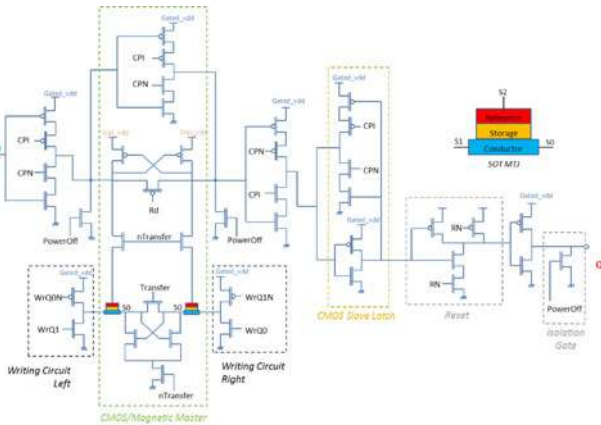 Gated_vdd
Gated_vdd
CPI
CPN
Gated_vdd
CPI
CPN
Gated_vdd
CPN
CPI
Gated_vdd
CPI
CPN
Gated_vdd
S2
Reference
Storage
S1
Conductor
S0
SOT MTJ
Rd
PowerOff
nTransfer
PowerOff
Gated_vdd
WrQ0N
WrQ1
S0
Transfer
S0
Gated_vdd
WrQ1N
WrQ0
nTransfer
Writing Circuit
Left
Writing Circuit
Right
CMOS/Magnetic Master
CMOS Slave Latch
RN
RN
Reset
Gated_vdd
PowerOff
Isolation
Gate
Q